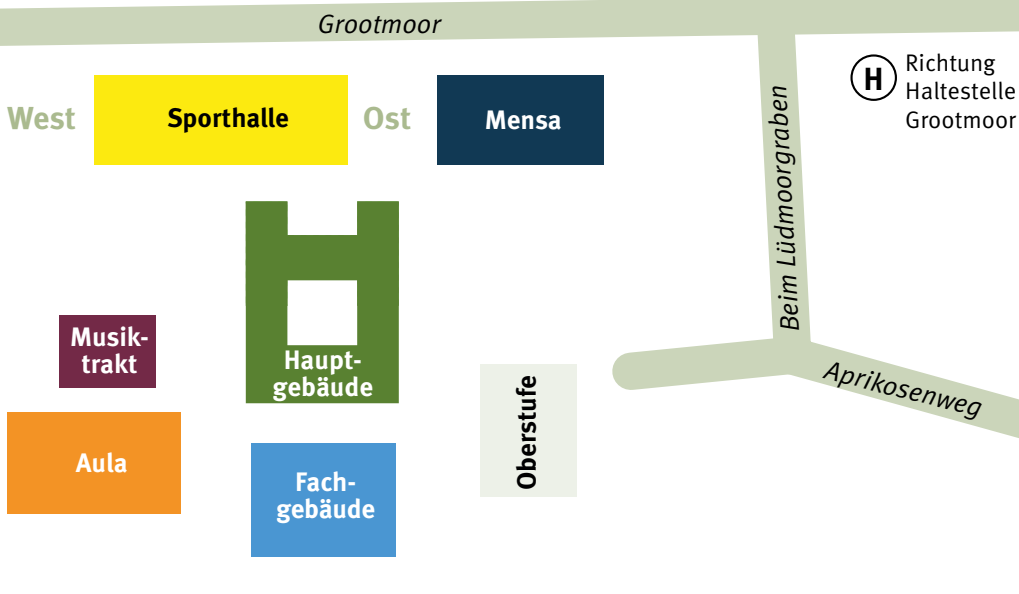 Grootmoor
West
Sporthalle
Ost
Mensa
H
Richtung
Haltestelle
Grootmoor
Beim Lüdmoorgraben
Musik-
trakt
Haupt-
gebäude
Oberstufe
Aprikosenweg
Aula
Fach-
gebäude